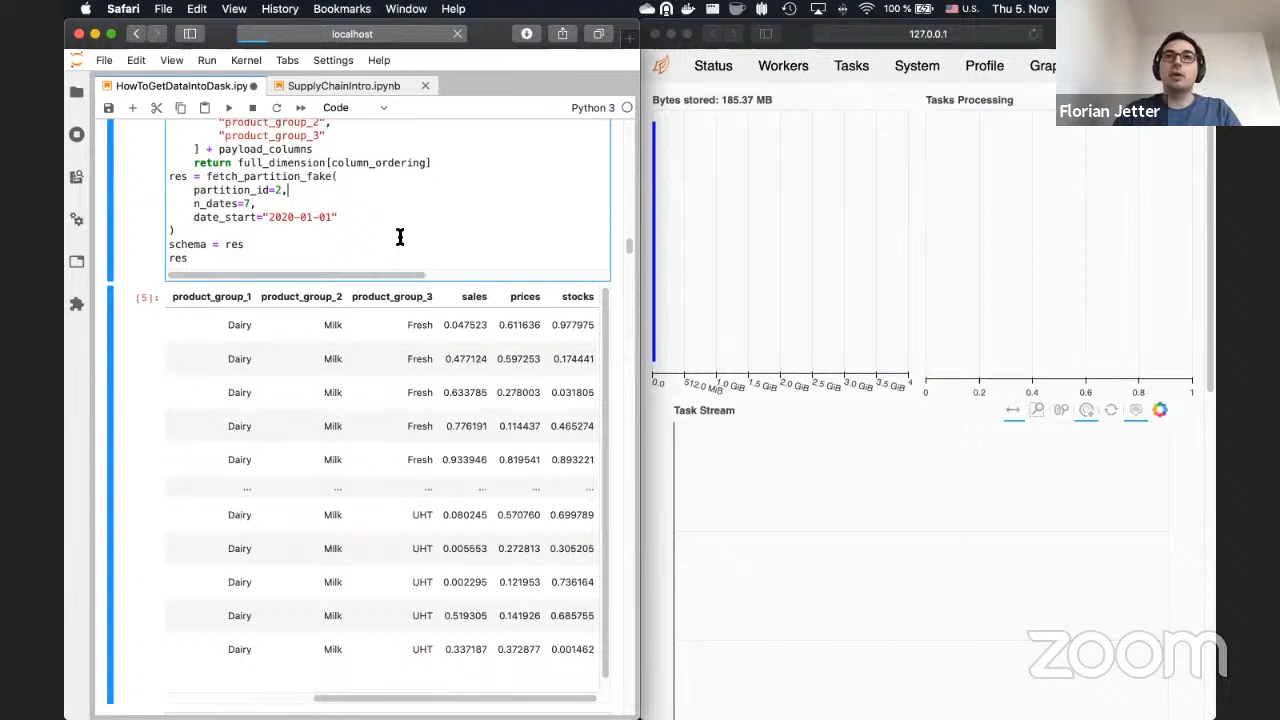 Safari File Edit View History Bookmarks Window Help 100 % U.S. Thu 5. Nov
localhost
127.0.0.1
File Edit View Run Kernel Tabs Settings Help
Status Workers Tasks System Profile Grap
Florian Jetter
HowToGetDataIntoDask.ipy SupplyChainIntro.ipynb
Code Python 3
Bytes stored: 185.37 MB Tasks Processing
"product_group_2",
"product_group_3"
] + payload_columns
return full_dimension[column_ordering]
res = fetch_partition_fake(
partition_id=2,
n_dates=7,
date_start="2020-01-01"
)
schema = res
res
[5]: product_group_1 product_group_2 product_group_3 sales prices stocks
Dairy Milk Fresh 0.047523 0.611636 0.977975
Dairy Milk Fresh 0.477124 0.597253 0.174441
Dairy Milk Fresh 0.633785 0.278003 0.031805
Dairy Milk Fresh 0.776191 0.114437 0.465274
Dairy Milk Fresh 0.933946 0.819541 0.893221
... ... ... ... ... ...
Dairy Milk UHT 0.080245 0.570760 0.699789
Dairy Milk UHT 0.005553 0.272813 0.305205
Dairy Milk UHT 0.002295 0.121953 0.736164
Dairy Milk UHT 0.519305 0.141926 0.685755
Dairy Milk UHT 0.337187 0.372877 0.001462
0.0 512.0 MiB 1.0 GiB 1.5 GiB 2.0 GiB 2.5 GiB 3.0 GiB 3.5 GiB 4
0 0.2 0.4 0.6 0.8 1
Task Stream
zoom